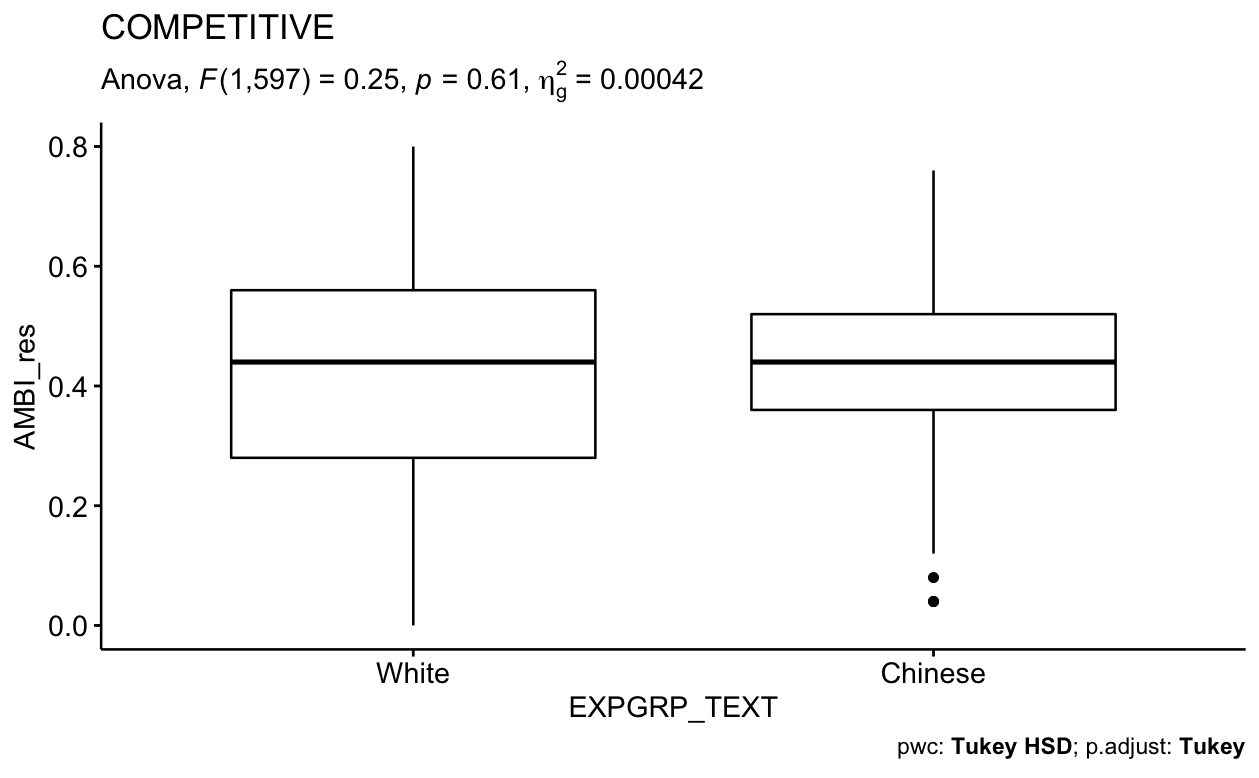 COMPETITIVE
Anova, F(1,597) = 0.25, p = 0.61, η²g = 0.00042
AMBI_res
0.8
0.6
0.4
0.2
0.0
White Chinese
EXPGRP_TEXT
pwc: Tukey HSD; p.adjust: Tukey